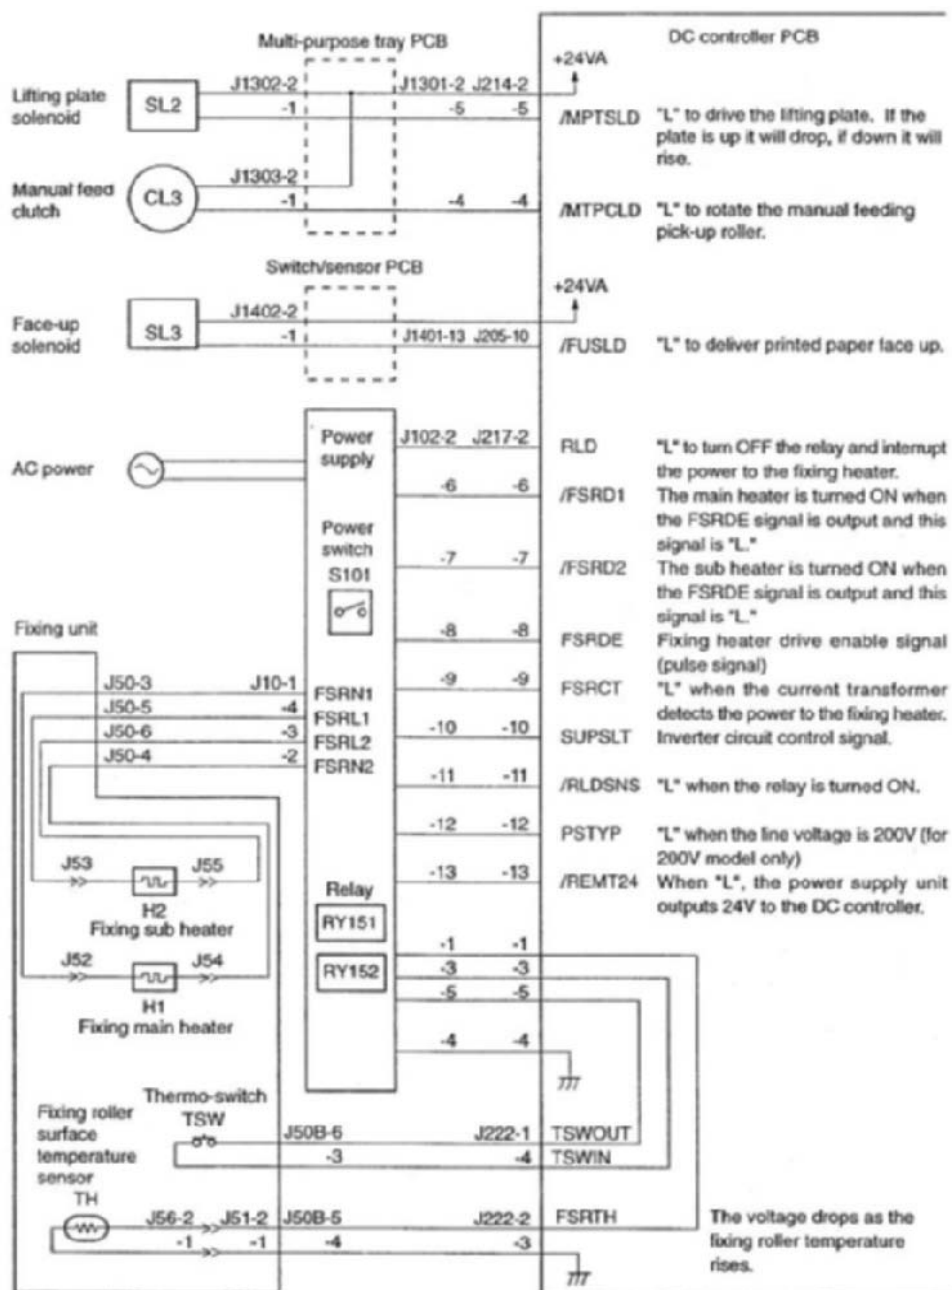 Multi-purpose tray PCB
DC controller PCB
+24VA
Lifting plate
solenoid
SL2
J1302-2
J1301-2 J214-2
-1
-5
-5
/MPTSLD
"L" to drive the lifting plate. If the
plate is up it will drop, if down it will
rise.
Manual feed
clutch
CL3
J1303-2
-1
-4
-4
/MTPCLD
"L" to rotate the manual feeding
pick-up roller.
Switch/sensor PCB
+24VA
Face-up
solenoid
SL3
J1402-2
-1
J1401-13 J205-10
/FUSLD
"L" to deliver printed paper face up.
AC power
Power
supply
J102-2 J217-2
RLD
"L" to turn OFF the relay and interrupt
the power to the fixing heater.
-6
-6
/FSRD1
The main heater is turned ON when
the FSRDE signal is output and this
signal is "L."
Power
switch
S101
-7
-7
/FSRD2
The sub heater is turned ON when
the FSRDE signal is output and this
signal is "L."
-8
-8
FSRDE
Fixing heater drive enable signal
(pulse signal)
Fixing unit
J50-3
J10-1
FSRN1
-9
-9
FSRCT
"L" when the current transformer
detects the power to the fixing heater.
J50-5
-4
FSRL1
J50-6
-3
FSRL2
-10
-10
SUPSLT
Inverter circuit control signal.
J50-4
-2
FSRN2
-11
-11
/RLDSNS
"L" when the relay is turned ON.
-12
-12
PSTYP
"L" when the line voltage is 200V (for
200V model only)
-13
-13
/REMT24
When "L", the power supply unit
outputs 24V to the DC controller.
J53
J55
H2
Fixing sub heater
Relay
RY151
RY152
-1
-1
-3
-3
-5
-5
-4
-4
J52
J54
H1
Fixing main heater
Thermo-switch
TSW
J50B-6
J222-1
TSWOUT
-3
-4
TSWIN
Fixing roller
surface
temperature
sensor
TH
J56-2
J51-2
J50B-5
J222-2
FSRTH
-1
-1
-4
-3
The voltage drops as the
fixing roller temperature
rises.